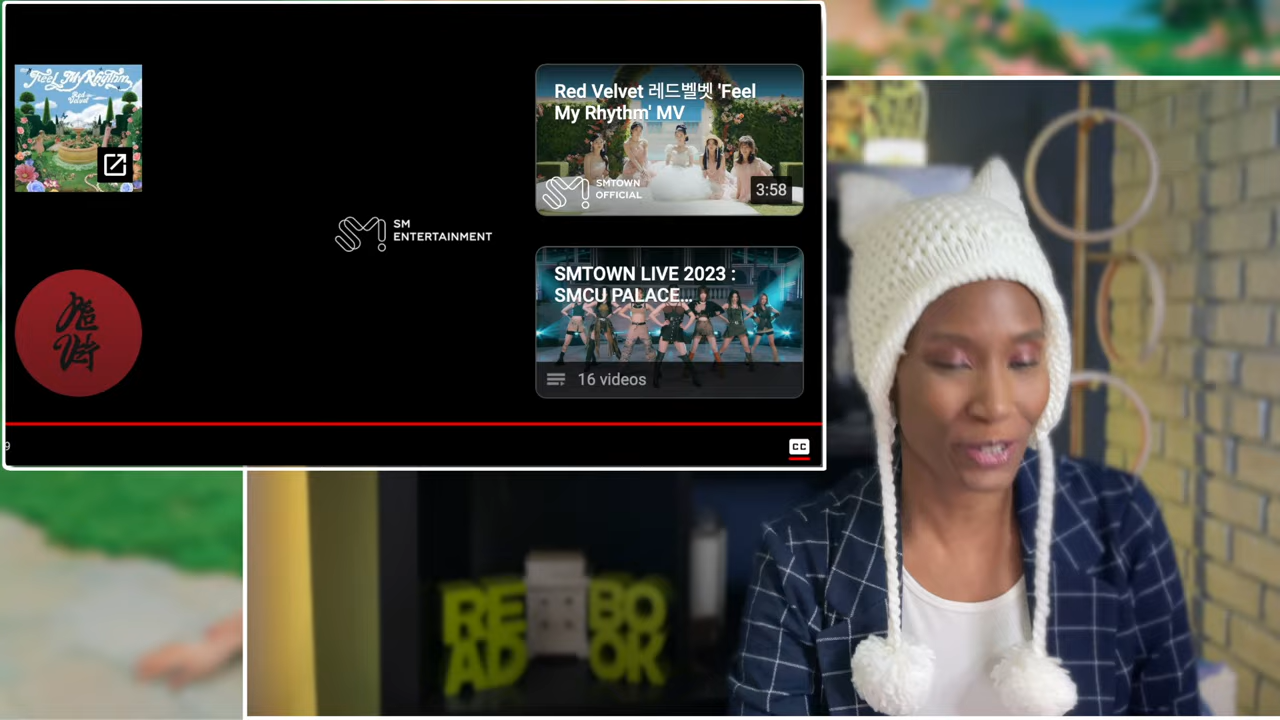 Feel My Rhythm
Red
Velvet
Red Velvet 레드벨벳 'Feel
My Rhythm' MV
SMTOWN
OFFICIAL
3:58
SM
ENTERTAINMENT
SMTOWN LIVE 2023 :
SMCU PALACE...
16 videos
9
CC
RE
AD
BO
OK